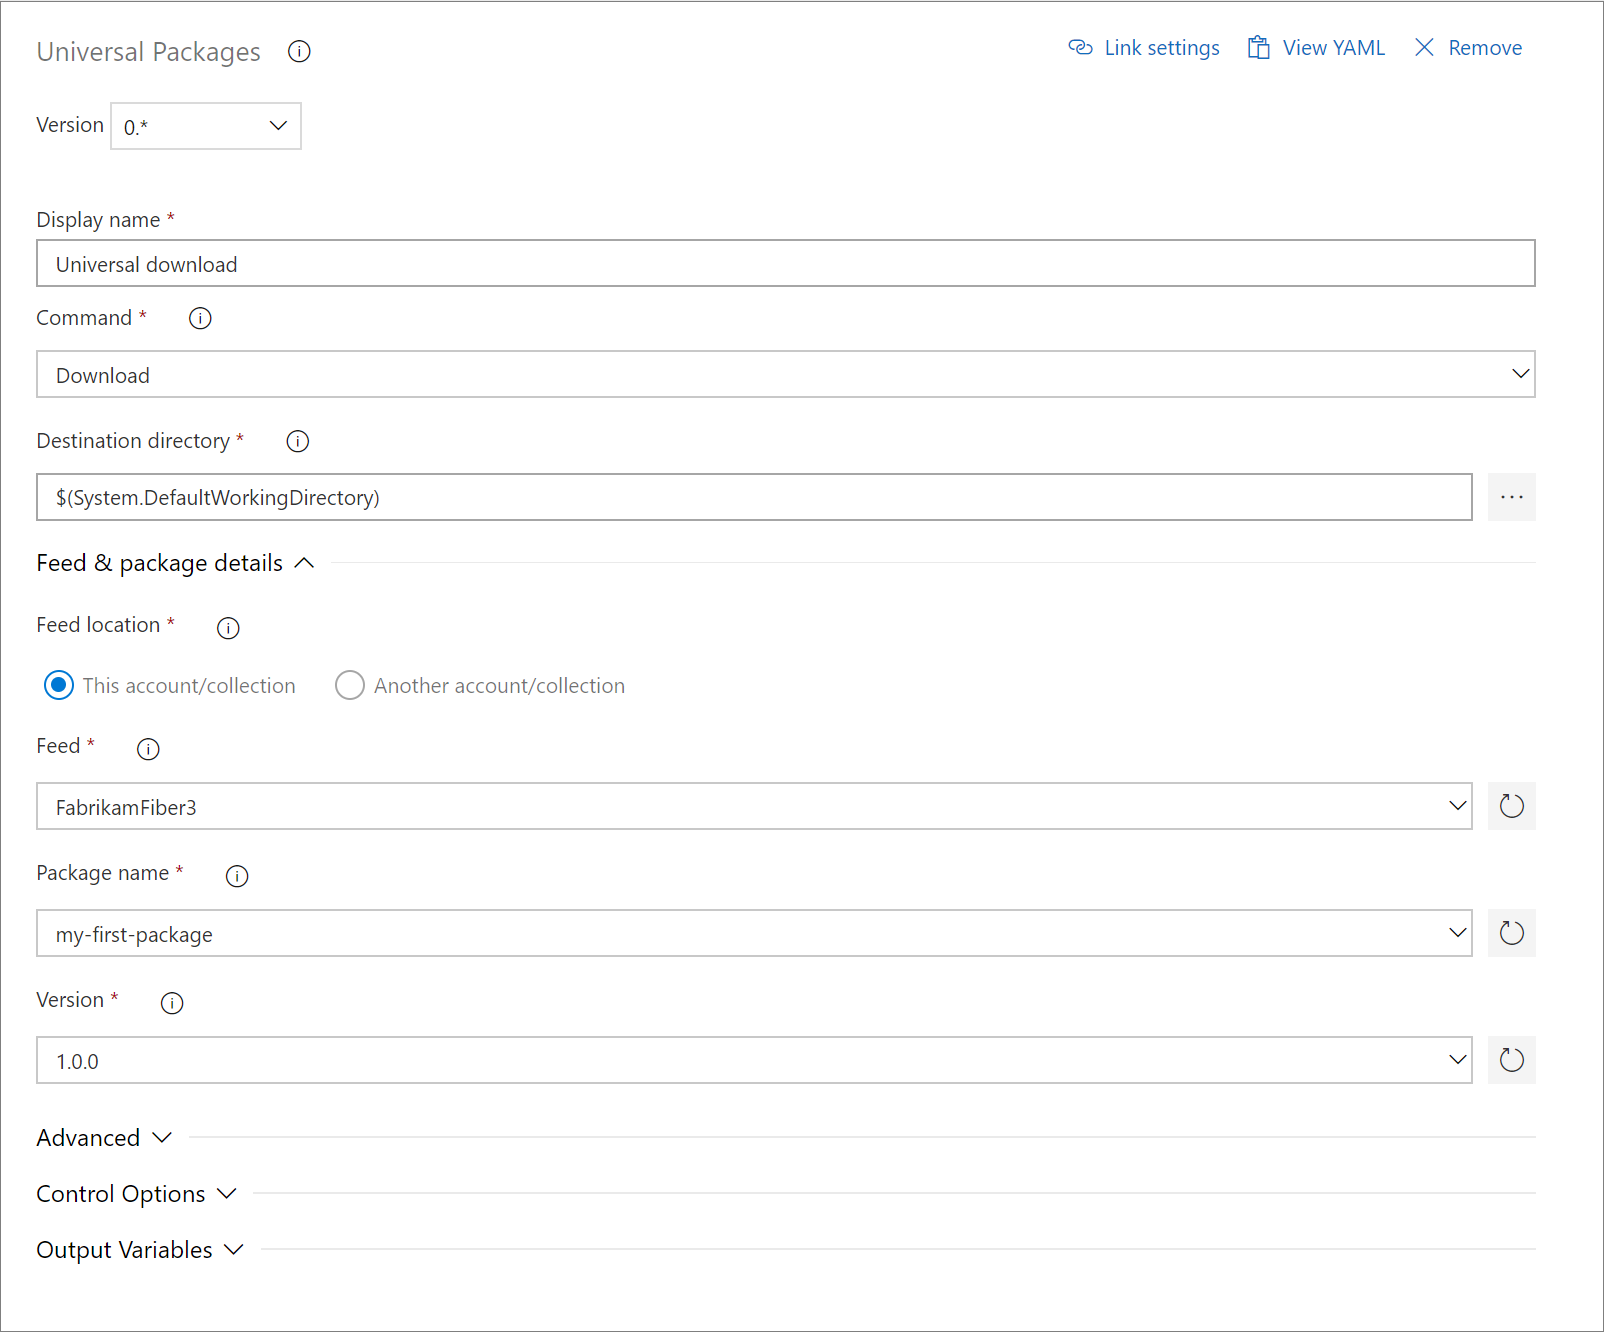 Universal Packages
Link settings View YAML Remove
Version 0.*
Display name *
Universal download
Command *
Download
Destination directory *
$(System.DefaultWorkingDirectory)
...
Feed & package details
Feed location *
This account/collection Another account/collection
Feed *
FabrikamFiber3
Package name *
my-first-package
Version *
1.0.0
Advanced
Control Options
Output Variables